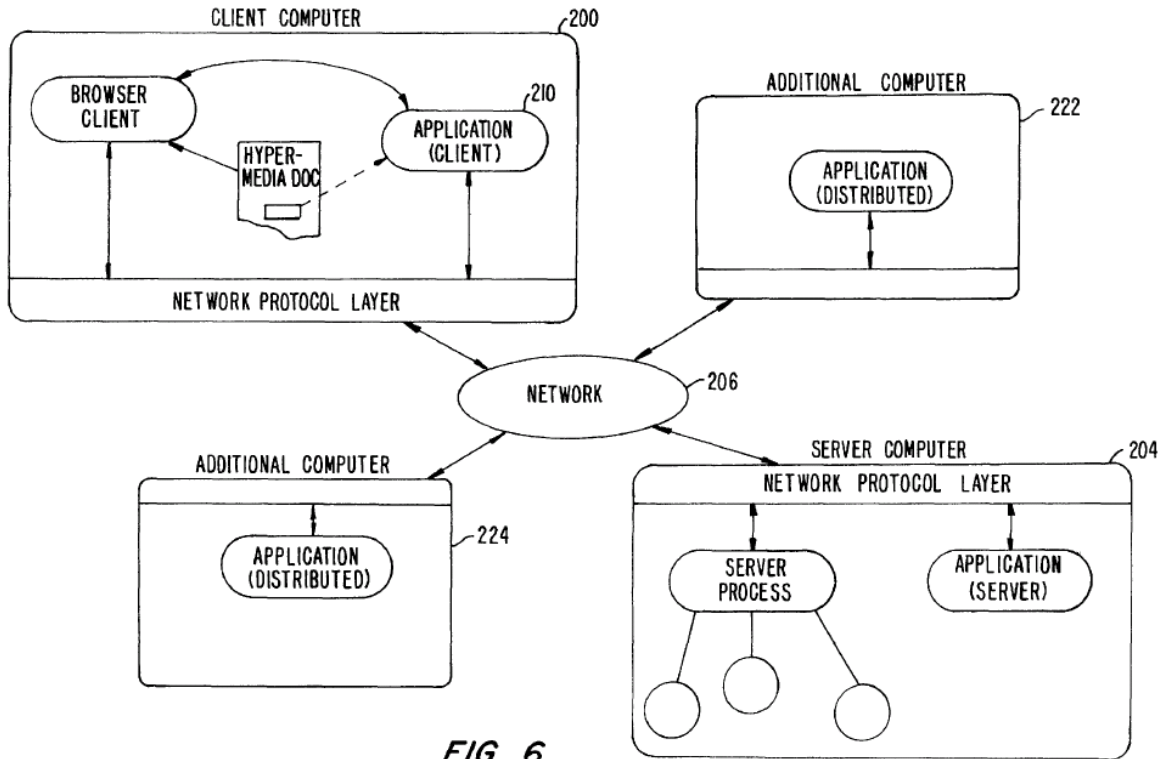 CLIENT COMPUTER
200
BROWSER
CLIENT
210
APPLICATION
(CLIENT)
HYPER-
MEDIA DOC
NETWORK PROTOCOL LAYER
ADDITIONAL COMPUTER
222
APPLICATION
(DISTRIBUTED)
NETWORK
206
ADDITIONAL COMPUTER
224
APPLICATION
(DISTRIBUTED)
SERVER COMPUTER
204
NETWORK PROTOCOL LAYER
SERVER
PROCESS
APPLICATION
(SERVER)
FIG. 6.